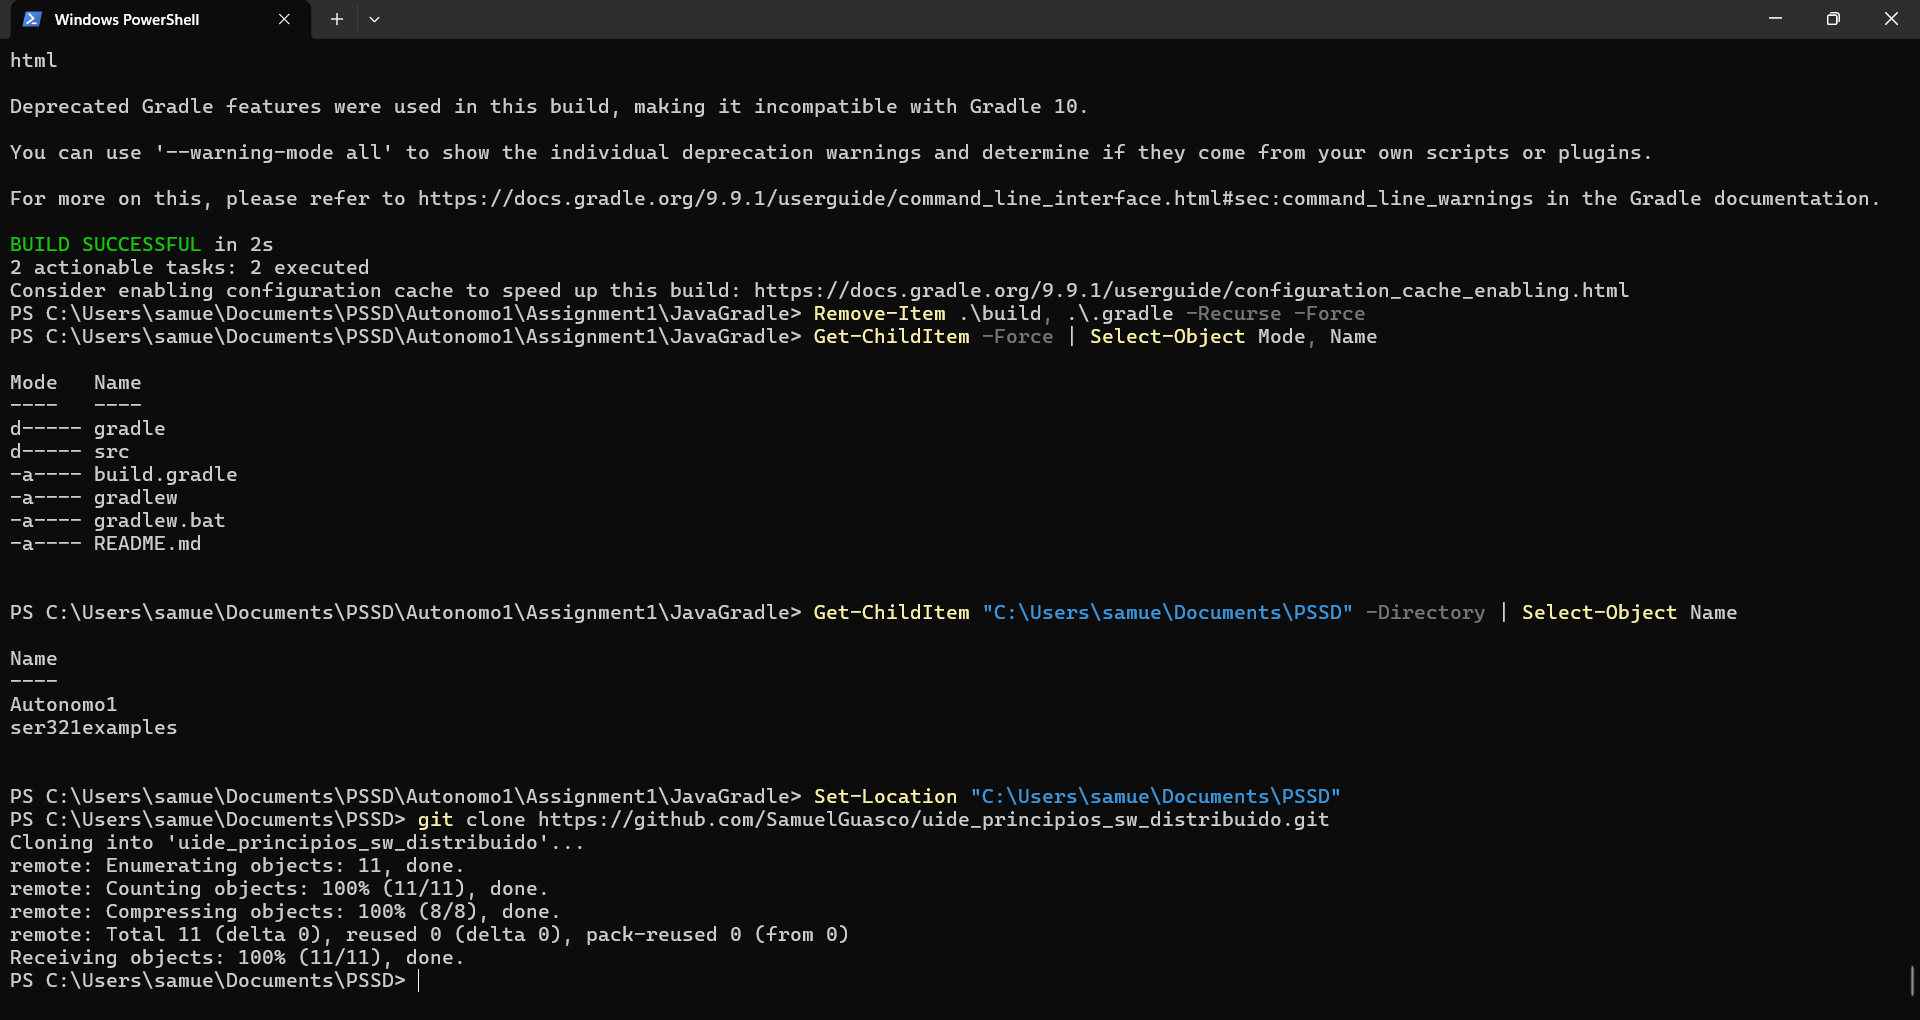 Windows PowerShell
html
Deprecated Gradle features were used in this build, making it incompatible with Gradle 10.
You can use '--warning-mode all' to show the individual deprecation warnings and determine if they come from your own scripts or plugins.
For more on this, please refer to https://docs.gradle.org/9.9.1/userguide/command_line_interface.html#sec:command_line_warnings in the Gradle documentation.
BUILD SUCCESSFUL in 2s
2 actionable tasks: 2 executed
Consider enabling configuration cache to speed up this build: https://docs.gradle.org/9.9.1/userguide/configuration_cache_enabling.html
PS C:\Users\samue\Documents\PSSD\Autonomo1\Assignment1\JavaGradle> Remove-Item .\build, .\.gradle -Recurse -Force
PS C:\Users\samue\Documents\PSSD\Autonomo1\Assignment1\JavaGradle> Get-ChildItem -Force | Select-Object Mode, Name
Mode   Name
----   ----
d----- gradle
d----- src
-a---- build.gradle
-a---- gradlew
-a---- gradlew.bat
-a---- README.md
PS C:\Users\samue\Documents\PSSD\Autonomo1\Assignment1\JavaGradle> Get-ChildItem "C:\Users\samue\Documents\PSSD" -Directory | Select-Object Name
Name
----
Autonomo1
ser321examples
PS C:\Users\samue\Documents\PSSD\Autonomo1\Assignment1\JavaGradle> Set-Location "C:\Users\samue\Documents\PSSD"
PS C:\Users\samue\Documents\PSSD> git clone https://github.com/SamuelGuasco/uide_principios_sw_distribuido.git
Cloning into 'uide_principios_sw_distribuido'...
remote: Enumerating objects: 11, done.
remote: Counting objects: 100% (11/11), done.
remote: Compressing objects: 100% (8/8), done.
remote: Total 11 (delta 0), reused 0 (delta 0), pack-reused 0 (from 0)
Receiving objects: 100% (11/11), done.
PS C:\Users\samue\Documents\PSSD>